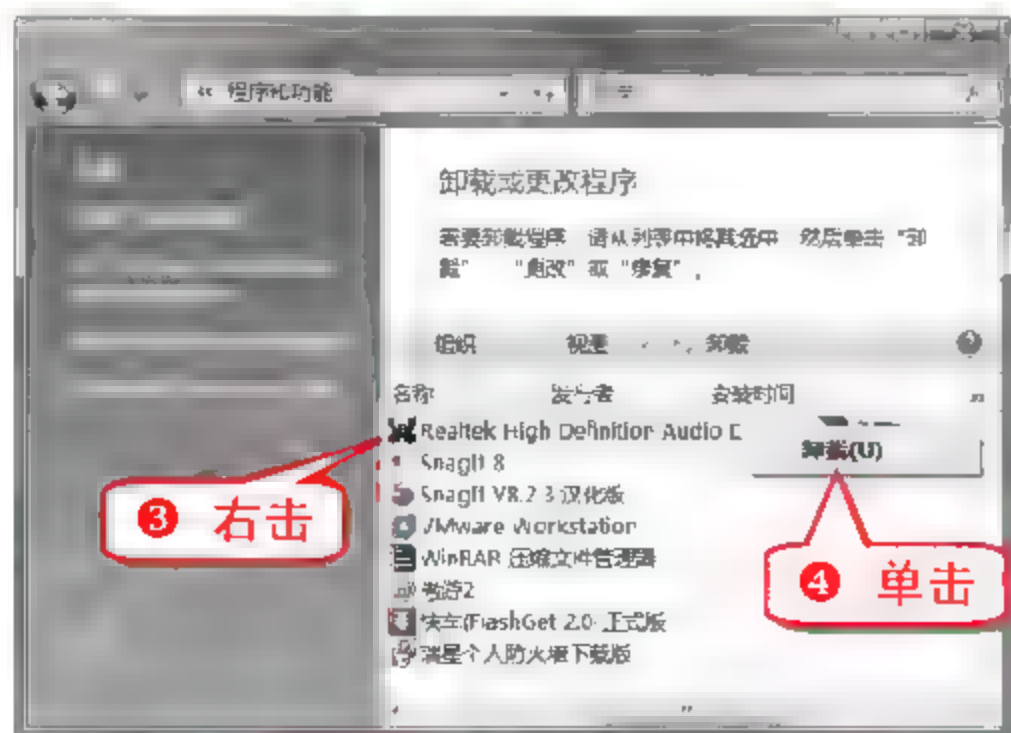 程序和功能
卸载或更改程序
若要卸载程序 请从列表中将其选中 然后单击 "卸
载" "更改" 或 "修复".
组织 视图 卸载
名称 发行者 安装时间
Realtek High Definition Audio D
卸载(U)
SnagIt 8
SnagIt V8.2 3 汉化版
VMware Workstation
WinRAR 压缩文件管理器
❸ 右击
傲游2
❹ 单击
快车(FlashGet 2.0 正式版
瑞星个人防火墙下载版